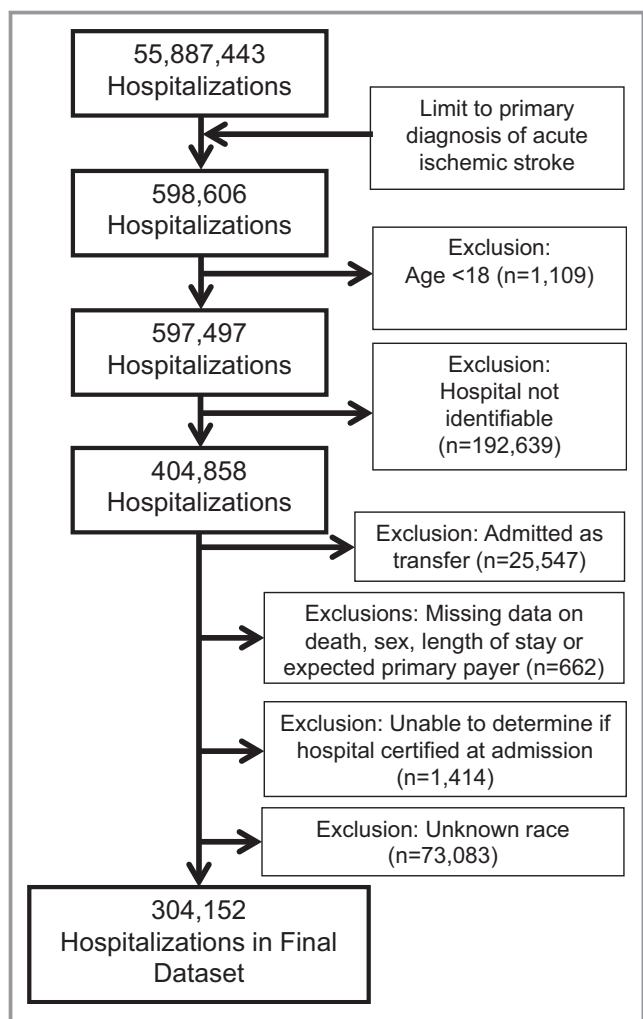 55,887,443
Hospitalizations
Limit to primary
diagnosis of acute
ischemic stroke
598,606
Hospitalizations
Exclusion:
Age <18 (n=1,109)
597,497
Hospitalizations
Exclusion:
Hospital not
identifiable
(n=192,639)
404,858
Hospitalizations
Exclusion: Admitted as
transfer (n=25,547)
Exclusions: Missing data on
death, sex, length of stay or
expected primary payer (n=662)
Exclusion: Unable to determine if
hospital certified at admission
(n=1,414)
Exclusion: Unknown race
(n=73,083)
304,152
Hospitalizations in Final
Dataset